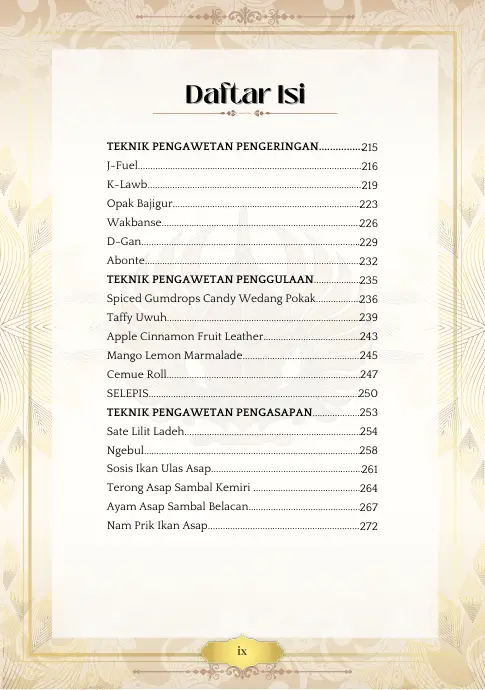 Daftar Isi
TEKNIK PENGAWETAN PENGERINGAN...............215
J-Fuel...............216
K-Lawb...............219
Opak Bajigur...............223
Wakbanse...............226
D-Gan...............229
Abonte...............232
TEKNIK PENGAWETAN PENGGULAAN...............235
Spiced Gumdrops Candy Wedang Pokak...............236
Taffy Uwuh...............239
Apple Cinnamon Fruit Leather...............243
Mango Lemon Marmalade...............245
Cemue Roll...............247
SELEPIS...............250
TEKNIK PENGAWETAN PENGASAPAN...............253
Sate Lilit Ladeh...............254
Ngebul...............258
Sosis Ikan Ulas Asap...............261
Terong Asap Sambal Kemiri ...............264
Ayam Asap Sambal Belacan...............267
Nam Prik Ikan Asap...............272
ix